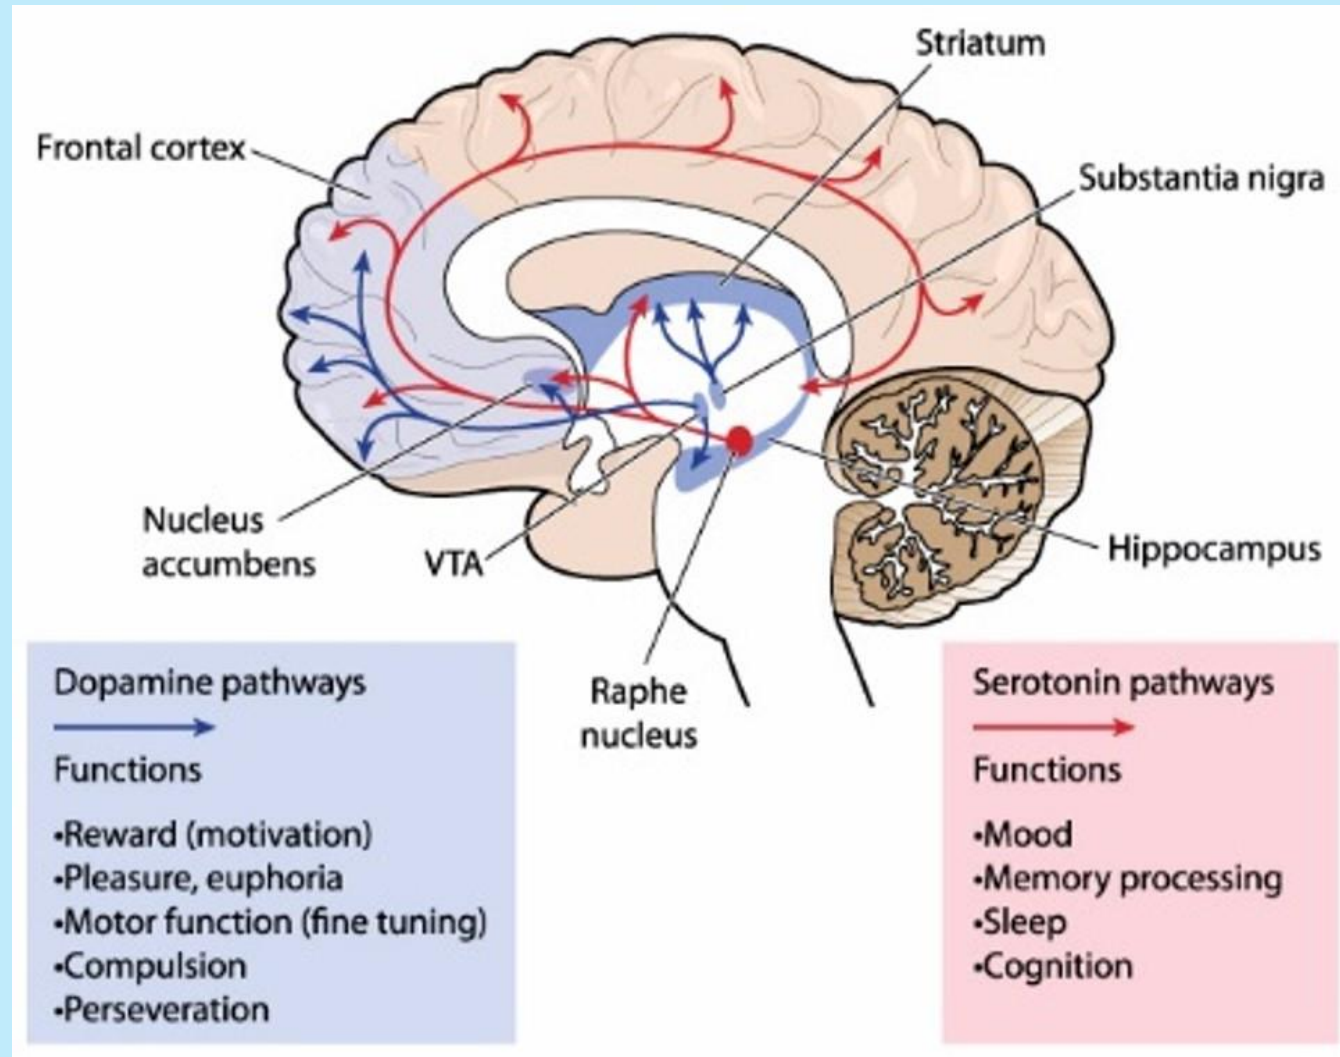 Striatum
Frontal cortex
Substantia nigra
Nucleus
accumbens
VTA
Hippocampus
Raphe
nucleus
Dopamine pathways
Functions
•Reward (motivation)
•Pleasure, euphoria
•Motor function (fine tuning)
•Compulsion
•Perseveration
Serotonin pathways
Functions
•Mood
•Memory processing
•Sleep
•Cognition